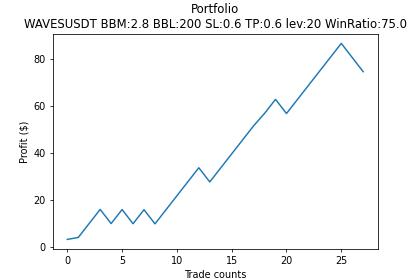 Portfolio
WAVESUSDT BBM:2.8 BBL:200 SL:0.6 TP:0.6 lev:20 WinRatio:75.0
Profit ($)
80
60
40
20
0
0 5 10 15 20 25
Trade counts